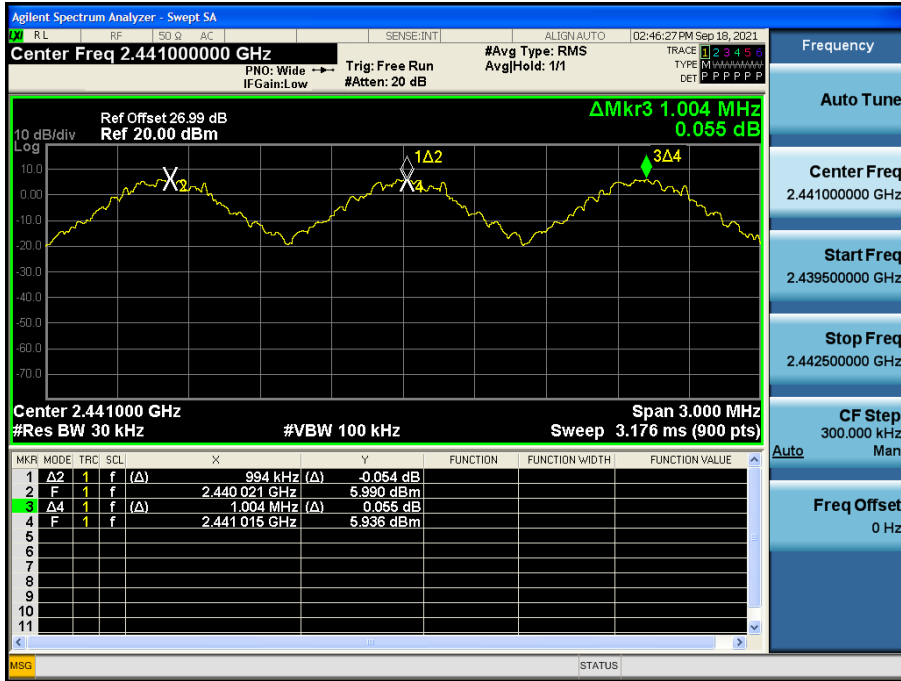 Agilent Spectrum Analyzer - Swept SA
LXI RL RF 50 Ω AC SENSE:INT ALIGN AUTO 02:46:27 PM Sep 18, 2021
Center Freq 2.441000000 GHz
PNO: Wide
IFGain:Low
Trig: Free Run
#Atten: 20 dB
#Avg Type: RMS
Avg|Hold: 1/1
TRACE 1 2 3 4 5 6
TYPE M WWWWW
DET P P P P P P
Ref Offset 26.99 dB
10 dB/div Ref 20.00 dBm
Log
ΔMkr3 1.004 MHz
0.055 dB
10.0
0.00
-10.0
-20.0
-30.0
-40.0
-50.0
-60.0
-70.0
2
1Δ2
4
3Δ4
Center 2.441000 GHz Span 3.000 MHz
#Res BW 30 kHz #VBW 100 kHz Sweep 3.176 ms (900 pts)
MKR MODE TRC SCL X Y FUNCTION FUNCTION WIDTH FUNCTION VALUE
1 Δ2 1 f (Δ) 994 kHz (Δ) -0.054 dB
2 F 1 f 2.440 021 GHz 5.990 dBm
3 Δ4 1 f (Δ) 1.004 MHz (Δ) 0.055 dB
4 F 1 f 2.441 015 GHz 5.936 dBm
5
6
7
8
9
10
11
MSG STATUS
Frequency
Auto Tune
Center Freq
2.441000000 GHz
Start Freq
2.439500000 GHz
Stop Freq
2.442500000 GHz
CF Step
300.000 kHz
Auto Man
Freq Offset
0 Hz